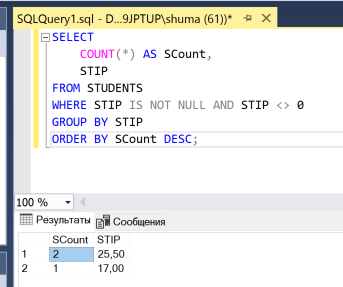 SQLQuery1.sql - D...9JPTUP\shuma (61))*
SELECT
COUNT(*) AS SCount,
STIP
FROM STUDENTS
WHERE STIP IS NOT NULL AND STIP <> 0
GROUP BY STIP
ORDER BY SCount DESC;
100 %
Результаты Сообщения
SCount STIP
1 2 25,50
2 1 17,00